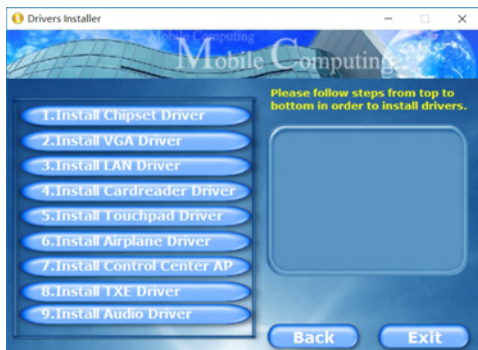 Drivers Installer
Mobile Computing
Mobile Computing
Please follow steps from top to
bottom in order to install drivers.
1.Install Chipset Driver
2.Install VGA Driver
3.Install LAN Driver
4.Install Cardreader Driver
5.Install Touchpad Driver
6.Install Airplane Driver
7.Install Control Center AP
8.Install TXE Driver
9.Install Audio Driver
Back
Exit